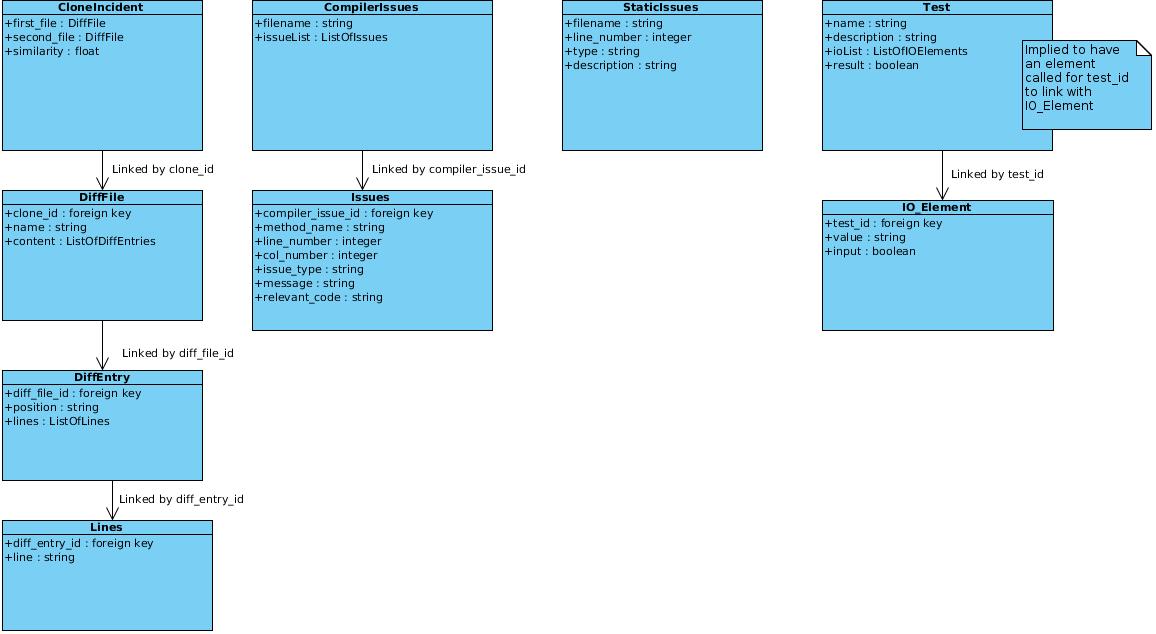 CloneIncident
+first_file : DiffFile
+second_file : DiffFile
+similarity : float
Linked by clone_id
DiffFile
+clone_id : foreign key
+name : string
+content : ListOfDiffEntries
Linked by diff_file_id
DiffEntry
+diff_file_id : foreign key
+position : string
+lines : ListOfLines
Linked by diff_entry_id
Lines
+diff_entry_id : foreign key
+line : string
CompilerIssues
+filename : string
+issueList : ListOfIssues
Linked by compiler_issue_id
Issues
+compiler_issue_id : foreign key
+method_name : string
+line_number : integer
+col_number : integer
+issue_type : string
+message : string
+relevant_code : string
StaticIssues
+filename : string
+line_number : integer
+type : string
+description : string
Test
+name : string
+description : string
+ioList : ListOfIOElements
+result : boolean
Implied to have
an element
called for test_id
to link with
IO_Element
Linked by test_id
IO_Element
+test_id : foreign key
+value : string
+input : boolean